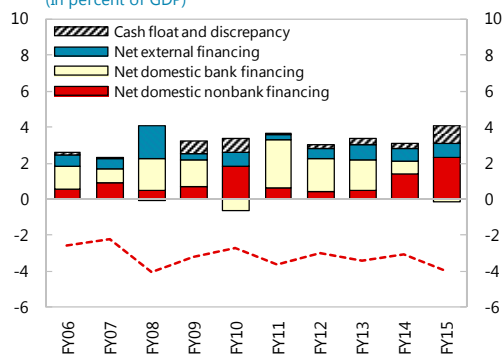 (In percent of GDP)
10
8
6
4
2
0
-2
-4
-6
Cash float and discrepancy
Net external financing
Net domestic bank financing
Net domestic nonbank financing
10
8
6
4
2
0
-2
-4
-6
FY06
FY07
FY08
FY09
FY10
FY11
FY12
FY13
FY14
FY15